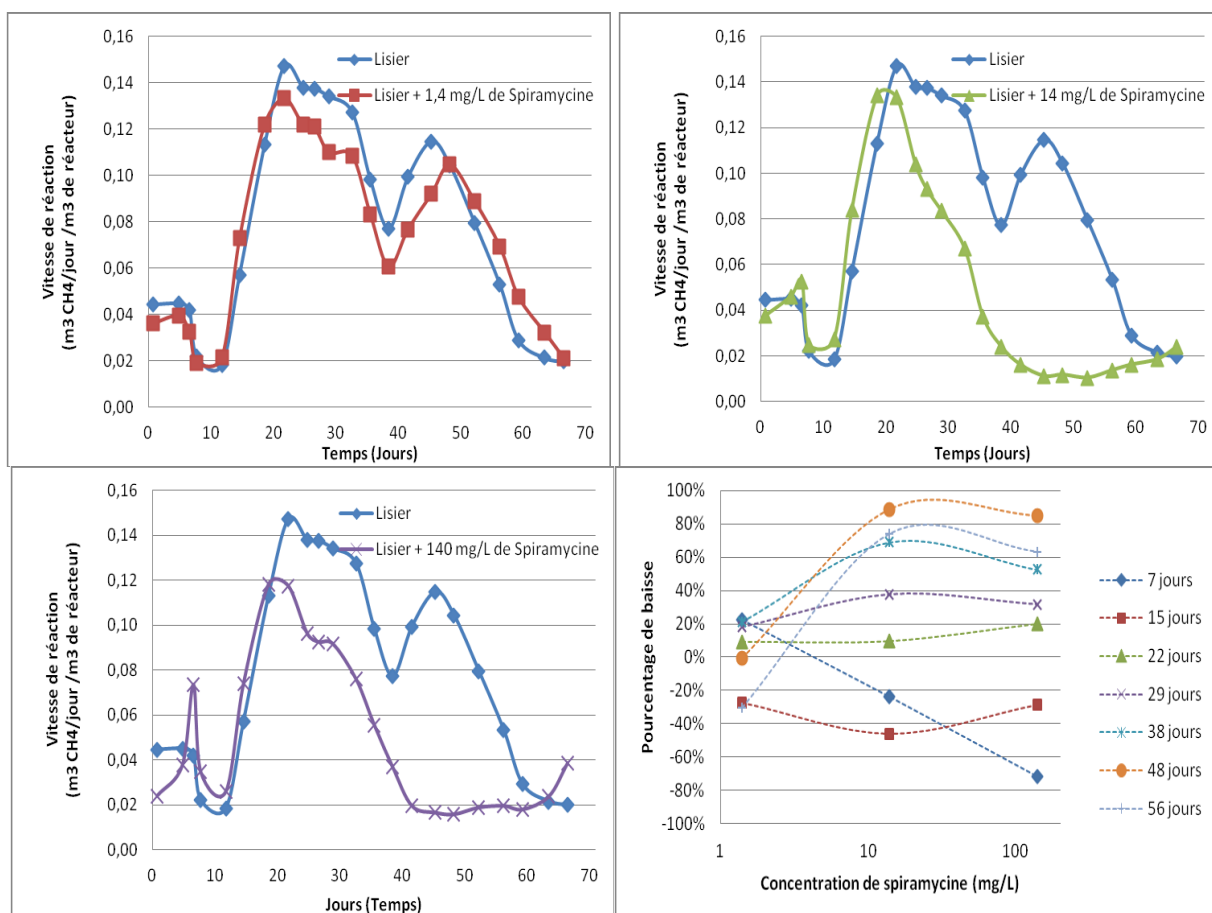 0,16
0,14
0,12
0,10
0,08
0,06
0,04
0,02
0,00
Vitesse de réaction
(m3 CH4/jour /m3 de réacteur)
Lisier
Lisier + 1,4 mg/L de Spiramycine
0 10 20 30 40 50 60 70
Temps (Jours)
0,16
0,14
0,12
0,10
0,08
0,06
0,04
0,02
0,00
Vitesse de réaction
(m3 CH4/jour /m3 de réacteur)
Lisier
Lisier + 14 mg/L de Spiramycine
0 10 20 30 40 50 60 70
Temps (Jours)
0,16
0,14
0,12
0,10
0,08
0,06
0,04
0,02
0,00
Vitesse de réaction
(m3 CH4/jour /m3 de réacteur)
Lisier
Lisier + 140 mg/L de Spiramycine
0 10 20 30 40 50 60 70
Jours (Temps)
100%
80%
60%
40%
20%
0%
-20%
-40%
-60%
-80%
-100%
Pourcentage de baisse
1 10 100
Concentration de spiramycine (mg/L)
7 jours
15 jours
22 jours
29 jours
38 jours
48 jours
56 jours